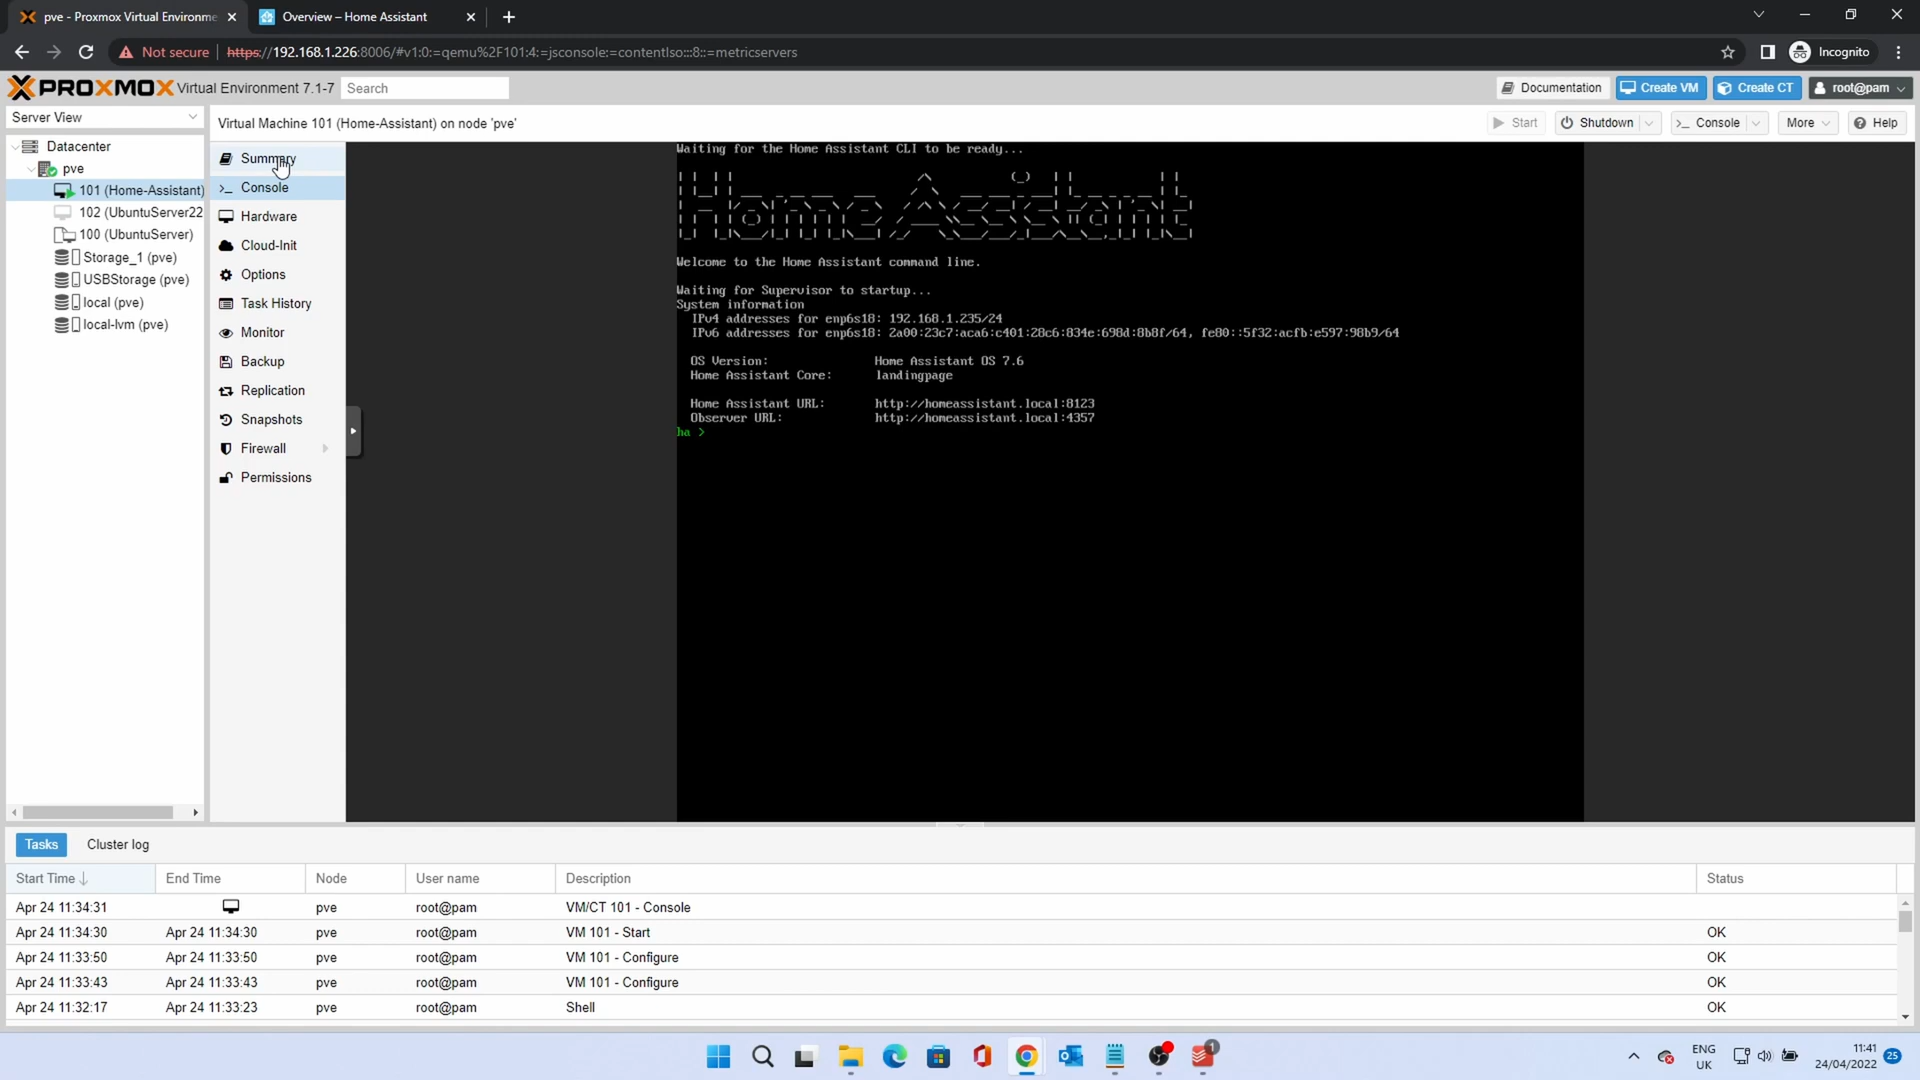 pve - Proxmox Virtual Environme
Overview – Home Assistant
Not secure
https://192.168.1.226:8006/#v1:0:=qemu%2F101:4:=jsconsole:=contentIso:::8::=metricservers
Incognito
PROXMOX Virtual Environment 7.1-7
Search
Documentation
Create VM
Create CT
root@pam
Server View
Virtual Machine 101 (Home-Assistant) on node 'pve'
Start
Shutdown
Console
More
Help
Datacenter
pve
101 (Home-Assistant)
102 (UbuntuServer22
100 (UbuntuServer)
Storage_1 (pve)
USBStorage (pve)
local (pve)
local-lvm (pve)
Summary
Console
Hardware
Cloud-Init
Options
Task History
Monitor
Backup
Replication
Snapshots
Firewall
Permissions
Waiting for the Home Assistant CLI to be ready...
Home Assistant
Welcome to the Home Assistant command line.
Waiting for Supervisor to startup...
System information
IPv4 addresses for enp6s18: 192.168.1.235/24
IPv6 addresses for enp6s18: 2a00:23c7:aca6:c401:28c6:834e:698d:8b8f/64, fe80::5f32:acfb:e597:98b9/64
OS Version: Home Assistant OS 7.6
Home Assistant Core: landingpage
Home Assistant URL: http://homeassistant.local:8123
Observer URL: http://homeassistant.local:4357
ha >
Tasks
Cluster log
Start Time End Time Node User name Description Status
Apr 24 11:34:31 pve root@pam VM/CT 101 - Console
Apr 24 11:34:30 Apr 24 11:34:30 pve root@pam VM 101 - Start OK
Apr 24 11:33:50 Apr 24 11:33:50 pve root@pam VM 101 - Configure OK
Apr 24 11:33:43 Apr 24 11:33:43 pve root@pam VM 101 - Configure OK
Apr 24 11:32:17 Apr 24 11:33:23 pve root@pam Shell OK
1
ENG
UK
11:41
24/04/2022
25